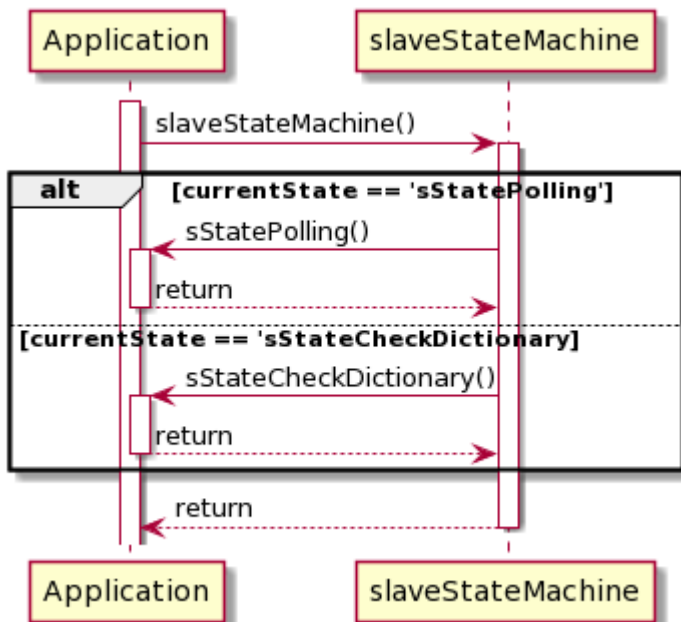 Application slaveStateMachine
slaveStateMachine()
alt [currentState == 'sStatePolling']
sStatePolling()
return
[currentState == 'sStateCheckDictionary]
sStateCheckDictionary()
return
return
Application slaveStateMachine